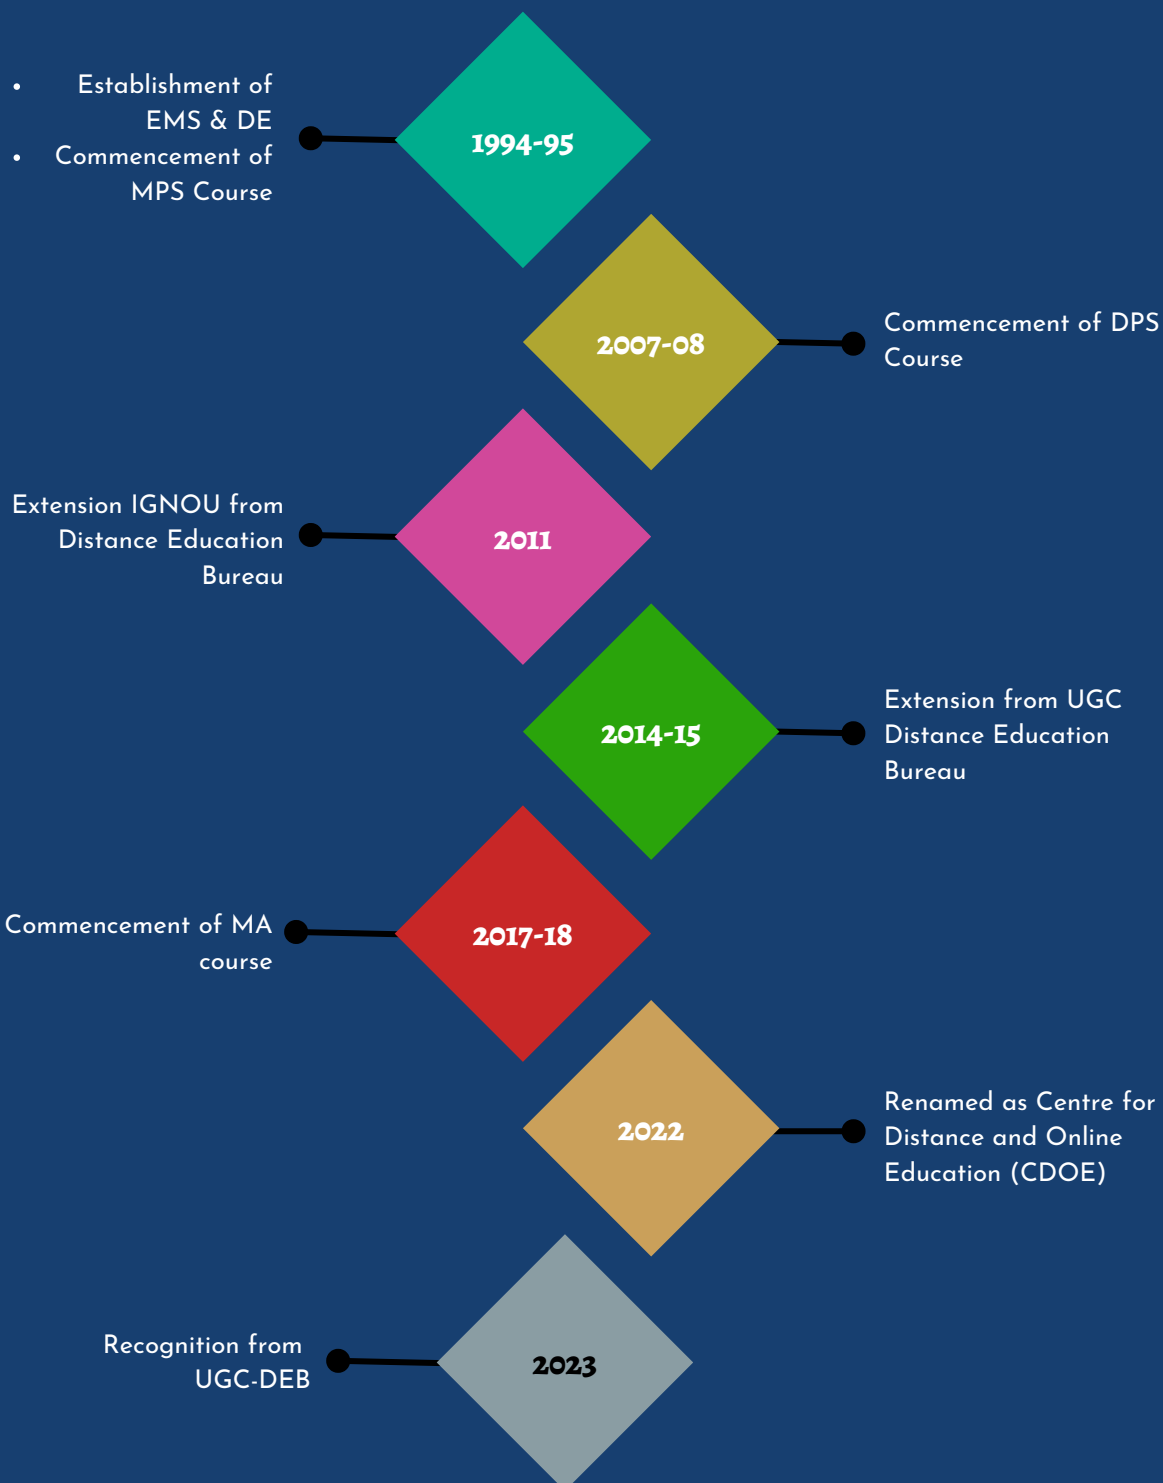 • Establishment of
EMS & DE
• Commencement of
MPS Course
1994-95
2007-08
Commencement of DPS
Course
Extension IGNOU from
Distance Education
Bureau
2011
2014-15
Extension from UGC
Distance Education
Bureau
Commencement of MA
course
2017-18
2022
Renamed as Centre for
Distance and Online
Education (CDOE)
Recognition from
UGC-DEB
2023